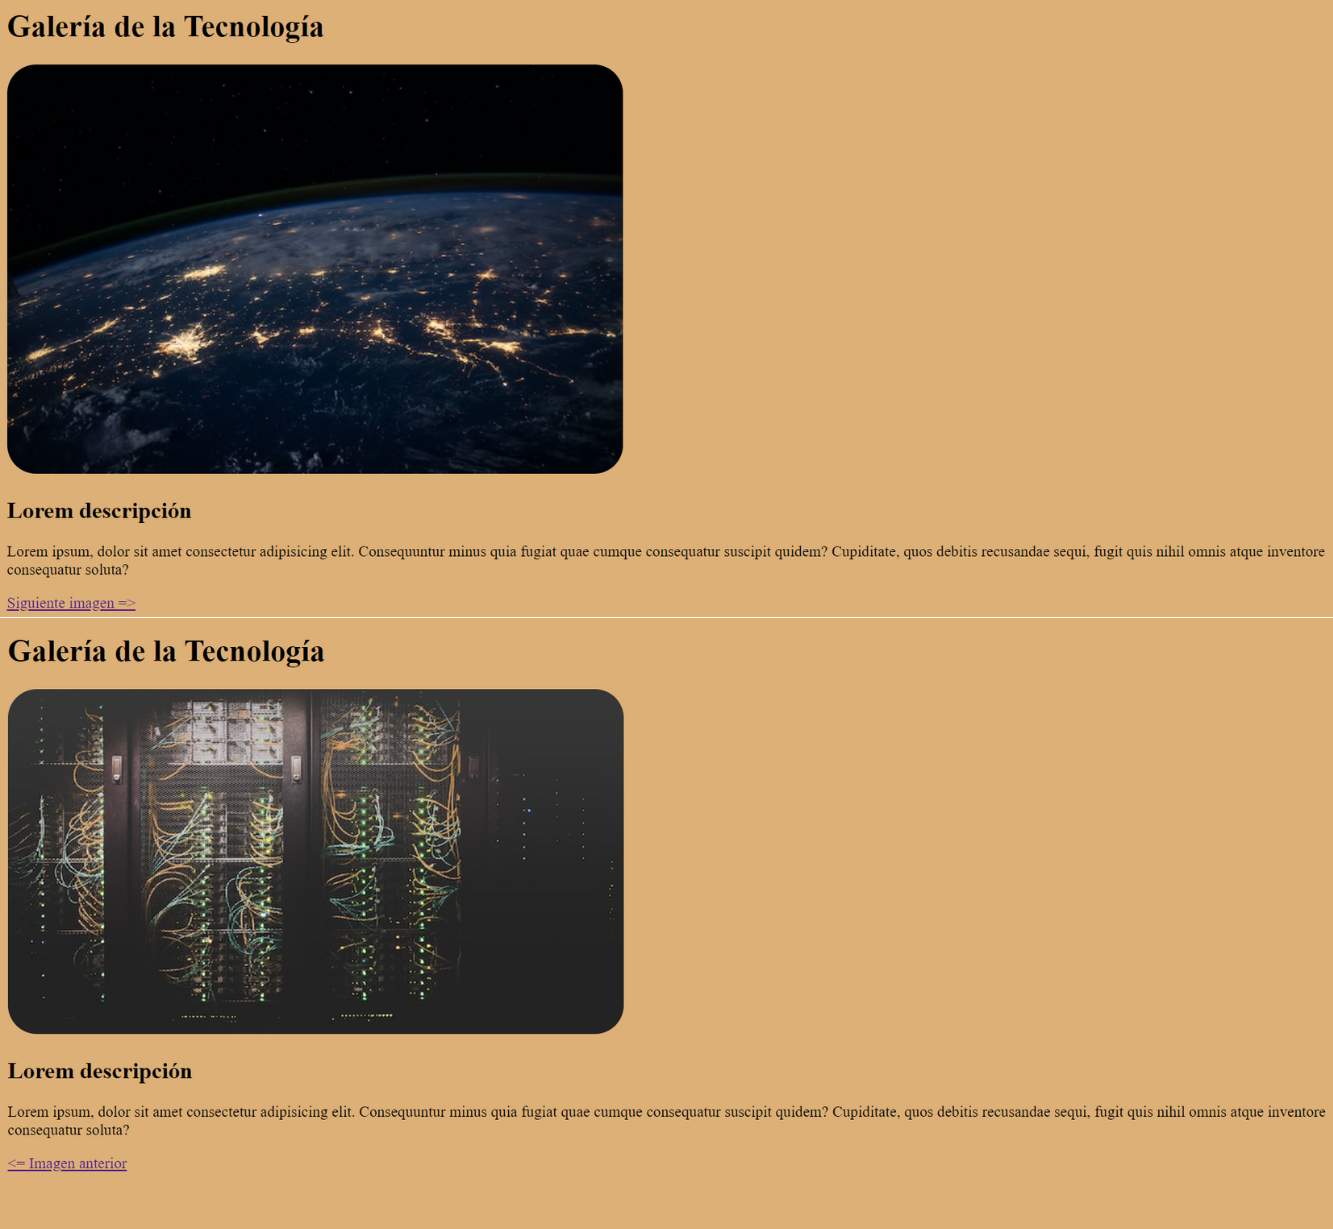 Galería de la Tecnología
Lorem descripción
Lorem ipsum, dolor sit amet consectetur adipisicing elit. Consequuntur minus quia fugiat quae cumque consequatur suscipit quidem? Cupiditate, quos debitis recusandae sequi, fugit quis nihil omnis atque inventore
consequatur soluta?
Siguiente imagen =>
Galería de la Tecnología
Lorem descripción
Lorem ipsum, dolor sit amet consectetur adipisicing elit. Consequuntur minus quia fugiat quae cumque consequatur suscipit quidem? Cupiditate, quos debitis recusandae sequi, fugit quis nihil omnis atque inventore
consequatur soluta?
<= Imagen anterior